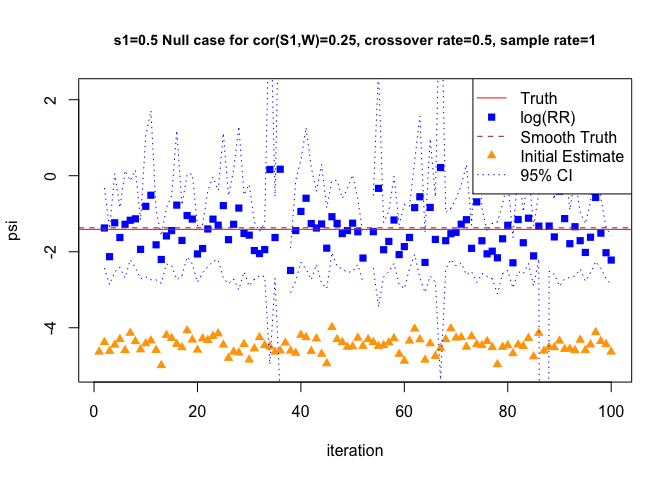 s1=0.5 Null case for cor(S1,W)=0.25, crossover rate=0.5, sample rate=1
Truth
log(RR)
Smooth Truth
Initial Estimate
95% CI
psi
2
0
-2
-4
0
20
40
60
80
100
iteration